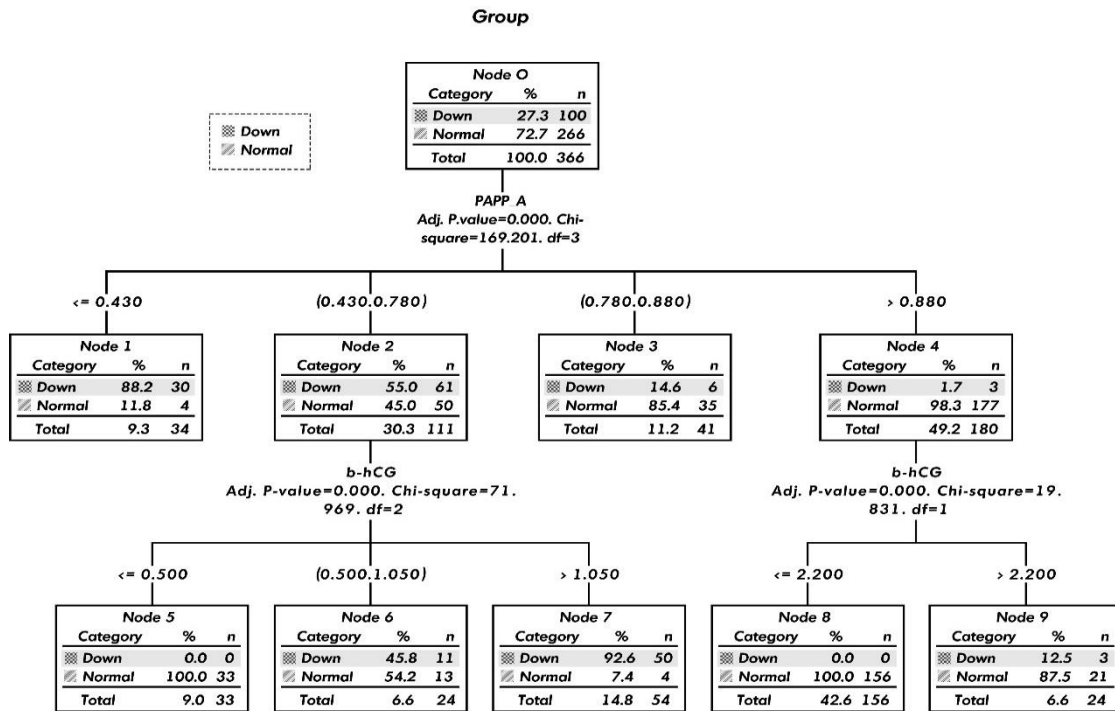 Group
Node O
Category % n
Down 27.3 100
Normal 72.7 266
Total 100.0 366
Down
Normal
PAPP_A
Adj. P.value=0.000. Chi-
square=169.201. df=3
<= 0.430
(0.430.0.780)
(0.780.0.880)
> 0.880
Node 1
Category % n
Down 88.2 30
Normal 11.8 4
Total 9.3 34
Node 2
Category % n
Down 55.0 61
Normal 45.0 50
Total 30.3 111
Node 3
Category % n
Down 14.6 6
Normal 85.4 35
Total 11.2 41
Node 4
Category % n
Down 1.7 3
Normal 98.3 177
Total 49.2 180
b-hCG
Adj. P-value=0.000. Chi-square=71.
969. df=2
b-hCG
Adj. P-value=0.000. Chi-square=19.
831. df=1
<= 0.500
(0.500.1.050)
> 1.050
<= 2.200
> 2.200
Node 5
Category % n
Down 0.0 0
Normal 100.0 33
Total 9.0 33
Node 6
Category % n
Down 45.8 11
Normal 54.2 13
Total 6.6 24
Node 7
Category % n
Down 92.6 50
Normal 7.4 4
Total 14.8 54
Node 8
Category % n
Down 0.0 0
Normal 100.0 156
Total 42.6 156
Node 9
Category % n
Down 12.5 3
Normal 87.5 21
Total 6.6 24